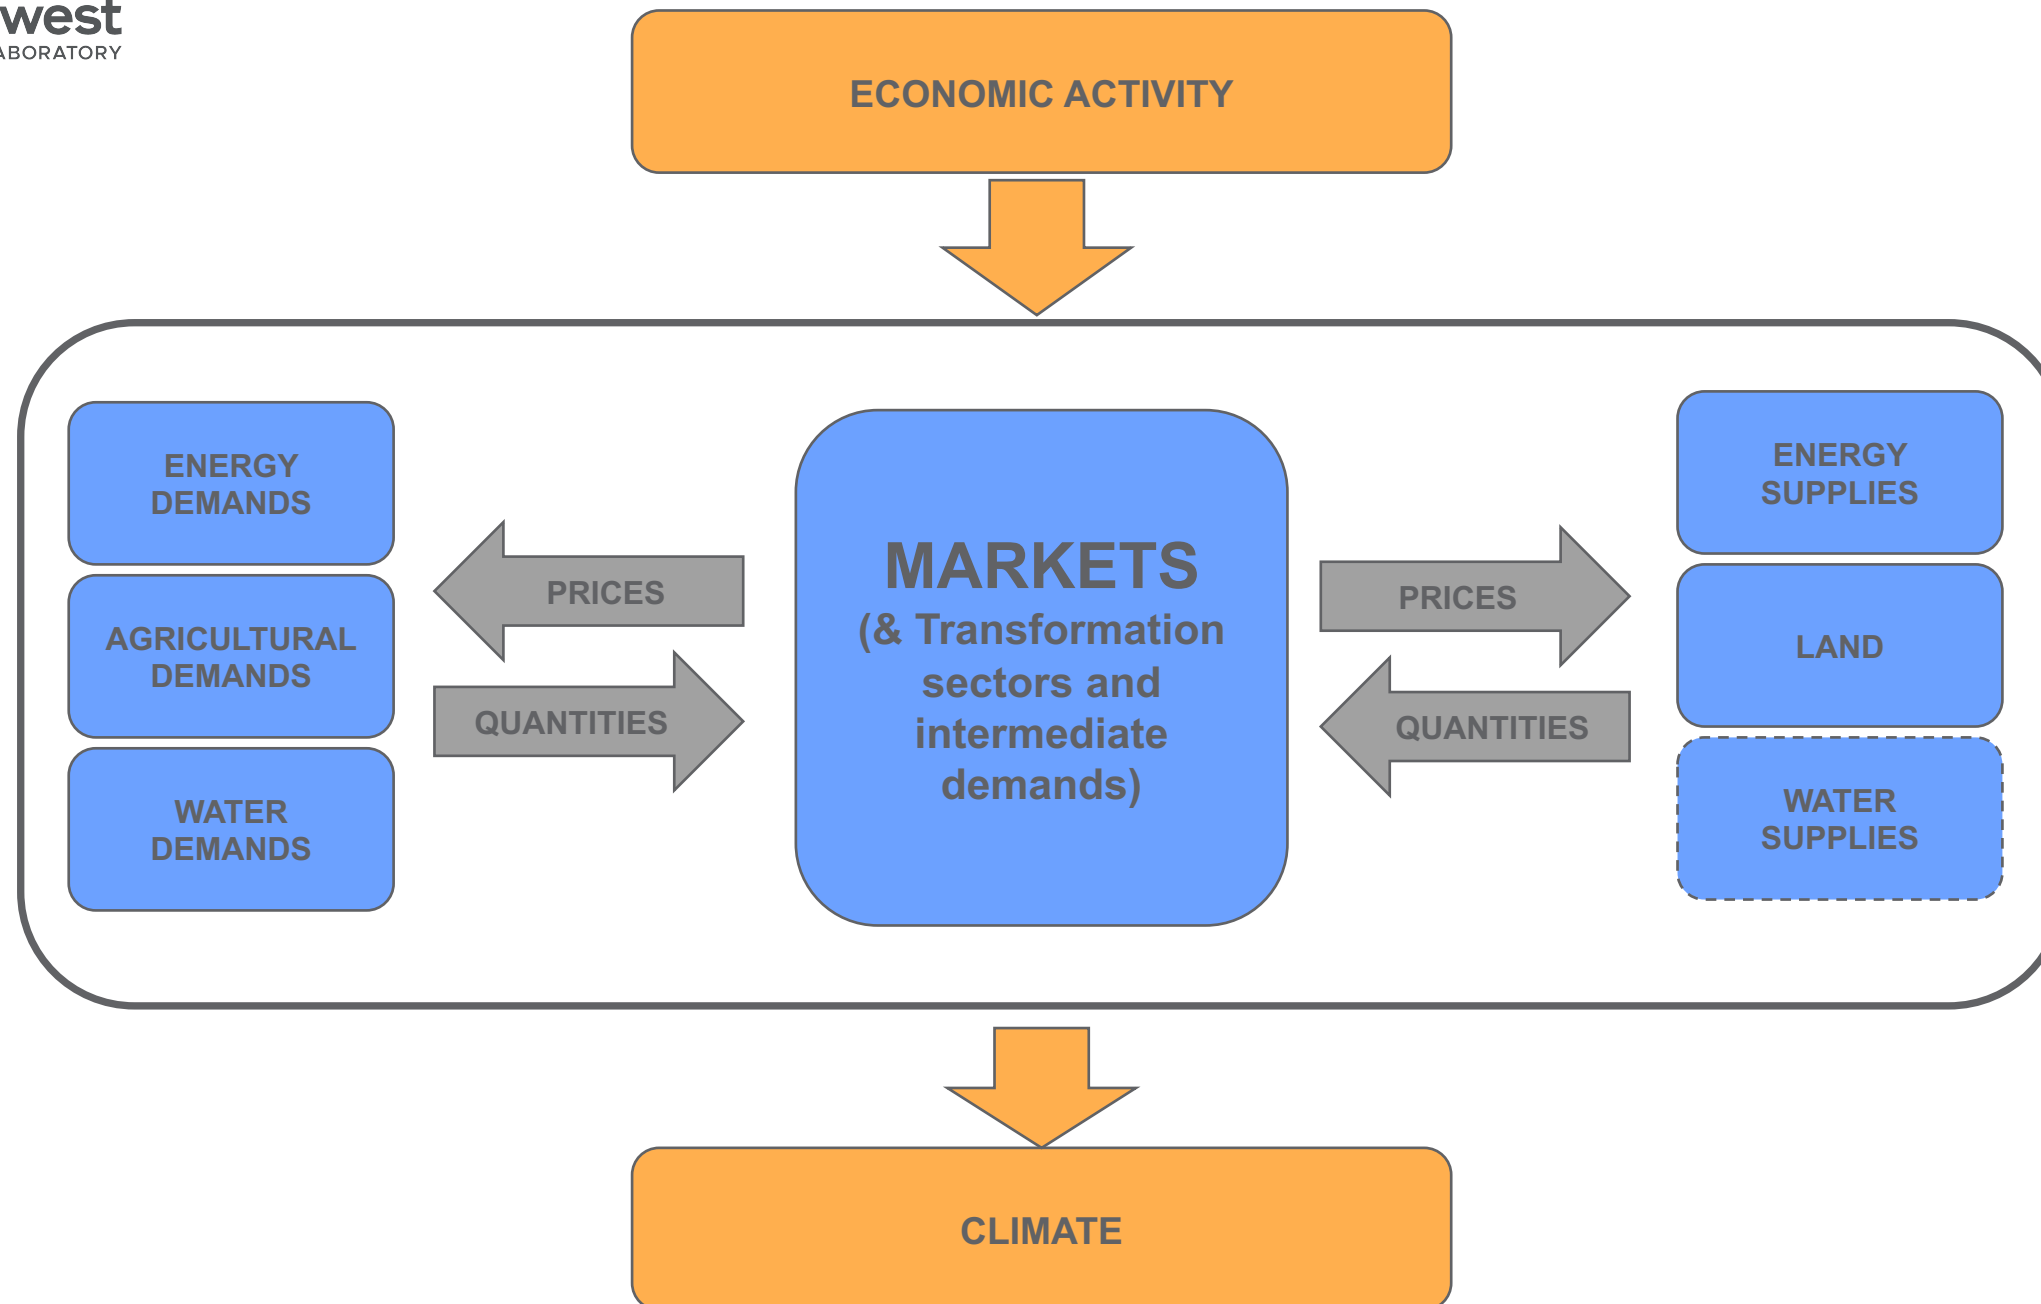 west
ABORATORY
ECONOMIC ACTIVITY
ENERGY
DEMANDS
AGRICULTURAL
DEMANDS
WATER
DEMANDS
PRICES
QUANTITIES
MARKETS
(& Transformation
sectors and
intermediate
demands)
PRICES
QUANTITIES
ENERGY
SUPPLIES
LAND
WATER
SUPPLIES
CLIMATE